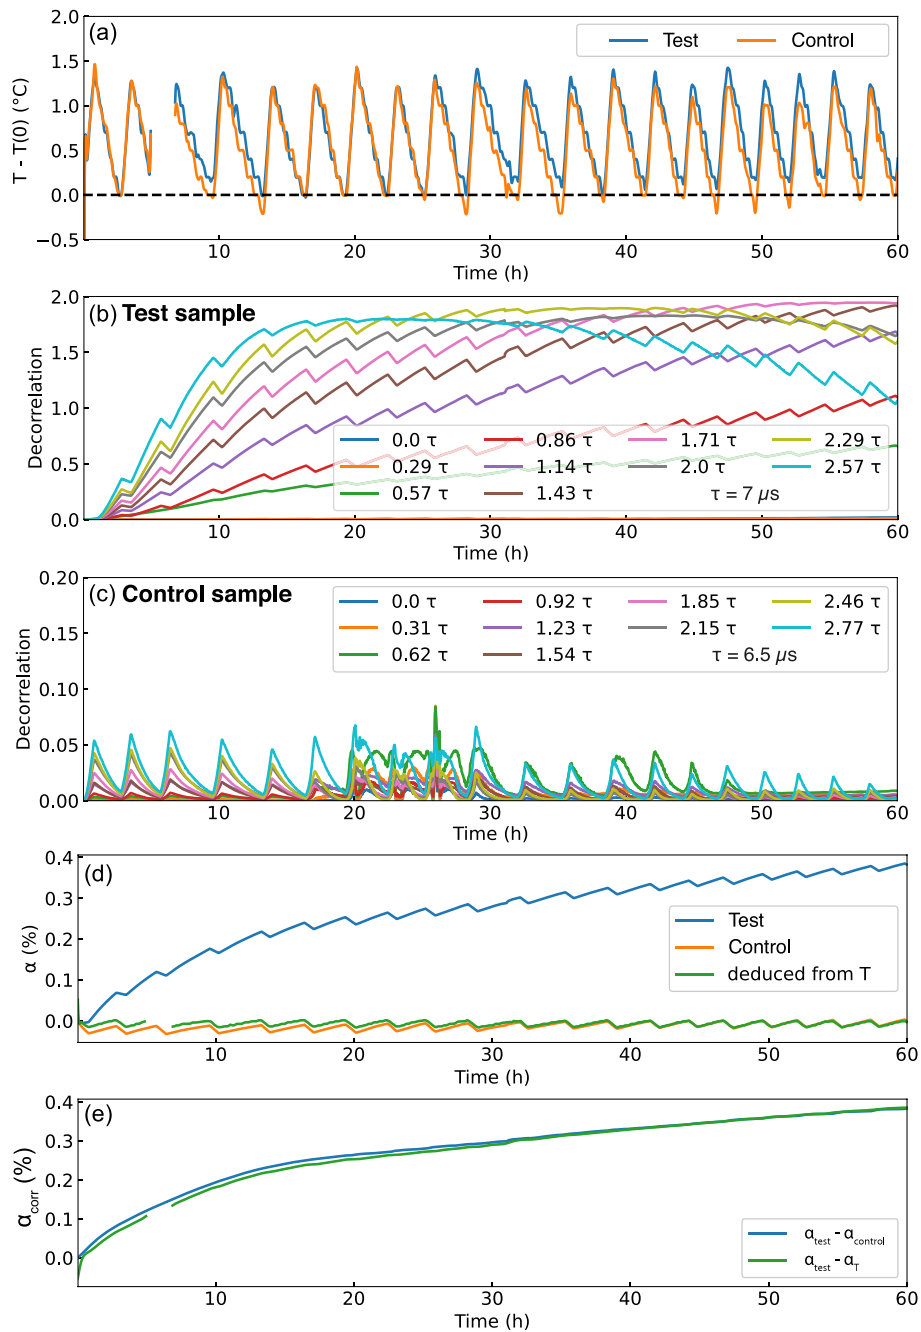 (a)
Test Control
T - T(0) (°C)
2.0
1.5
1.0
0.5
0.0
−0.5
10 20 30 40 50 60
Time (h)
(b) Test sample
Decorrelation
2.0
1.5
1.0
0.5
0.0
0.0 τ 0.86 τ 1.71 τ 2.29 τ
0.29 τ 1.14 τ 2.0 τ 2.57 τ
0.57 τ 1.43 τ τ = 7 μs
10 20 30 40 50 60
Time (h)
(c) Control sample
Decorrelation
0.20
0.15
0.10
0.05
0.00
0.0 τ 0.92 τ 1.85 τ 2.46 τ
0.31 τ 1.23 τ 2.15 τ 2.77 τ
0.62 τ 1.54 τ τ = 6.5 μs
10 20 30 40 50 60
Time (h)
(d)
α (%)
0.4
0.3
0.2
0.1
0.0
Test
Control
deduced from T
10 20 30 40 50 60
Time (h)
(e)
αcorr (%)
0.4
0.3
0.2
0.1
0.0
αtest - αcontrol
αtest - αT
10 20 30 40 50 60
Time (h)